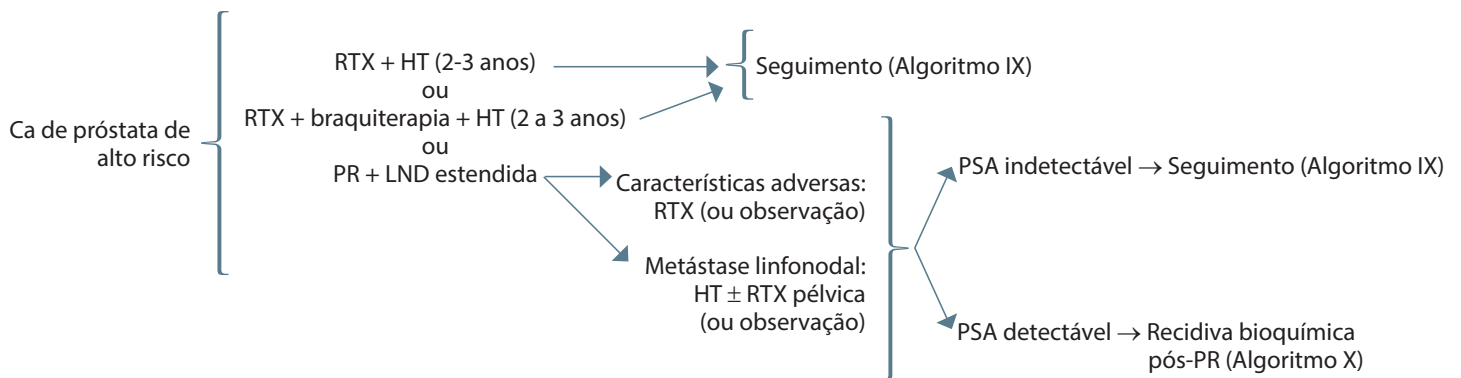 Ca de próstata de
alto risco
RTX + HT (2-3 anos)
ou
RTX + braquiterapia + HT (2 a 3 anos)
ou
PR + LND estendida
Seguimento (Algoritmo IX)
Características adversas:
RTX (ou observação)
Metástase linfonodal:
HT ± RTX pélvica
(ou observação)
PSA indetectável → Seguimento (Algoritmo IX)
PSA detectável → Recidiva bioquímica
pós-PR (Algoritmo X)